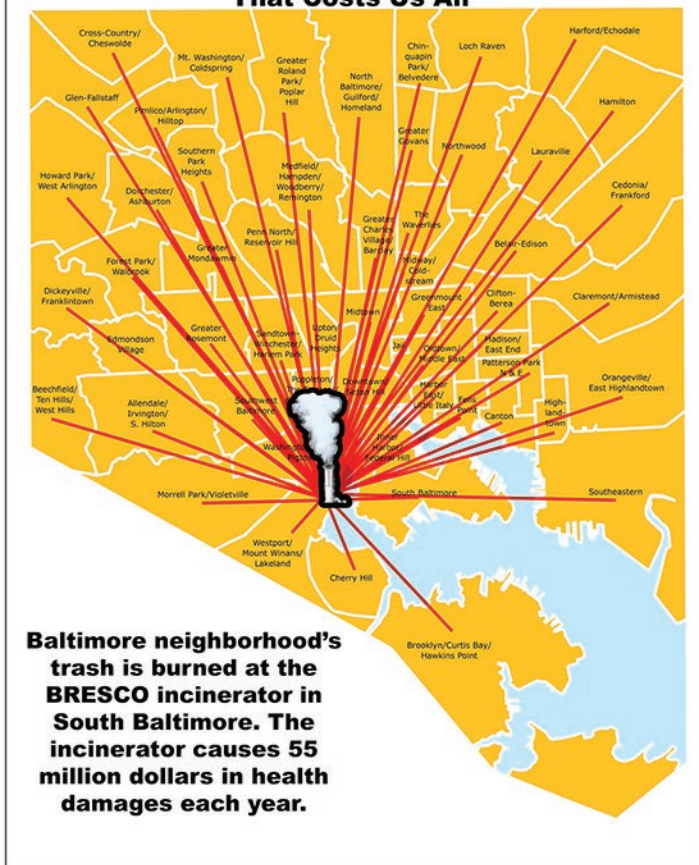 That Costs Us All
Cross-Country/
Cheswolde
Mt. Washington/
Coldspring
Greater
Roland
Park/
Poplar
Hill
North
Baltimore/
Guilford/
Homeland
Chin-
quapin
Park/
Belvedere
Loch Raven
Harford/Echodale
Glen-Fallstaff
Pimlico/Arlington/
Hilltop
Hamilton
Southern
Park
Heights
Greater
Govans
Northwood
Lauraville
Howard Park/
West Arlington
Dorchester/
Ashburton
Medfield/
Hampden/
Woodberry/
Remington
Cedonia/
Frankford
Penn North/
Reservoir Hill
Greater
Charles
Village/
Barclay
The
Waverlies
Greater
Mondawmin
Belair-Edison
Forest Park/
Walbrook
Midway/
Cold-
stream
Dickeyville/
Franklintown
Greenmount
East
Clifton-
Berea
Claremont/Armistead
Midtown
Edmondson
Village
Greater
Rosemont
Sandtown-
Winchester/
Harlem Park
Upton/
Druid
Heights
Jail
Oldtown/
Middle East
Madison/
East End
Patterson Park
N & E
Beechfield/
Ten Hills/
West Hills
Allendale/
Irvington/
S. Hilton
Southwest
Baltimore
Poppleton/
Downtown/
Seton Hill
Harbor
East/
Little Italy
Fells
Point
Canton
High-
land-
town
Orangeville/
East Highlandtown
Washington
Pigtown
Inner
Harbor/
Federal Hill
Morrell Park/Violetville
South Baltimore
Southeastern
Westport/
Mount Winans/
Lakeland
Cherry Hill
Brooklyn/Curtis Bay/
Hawkins Point
Baltimore neighborhood's
trash is burned at the
BRESCO incinerator in
South Baltimore. The
incinerator causes 55
million dollars in health
damages each year.